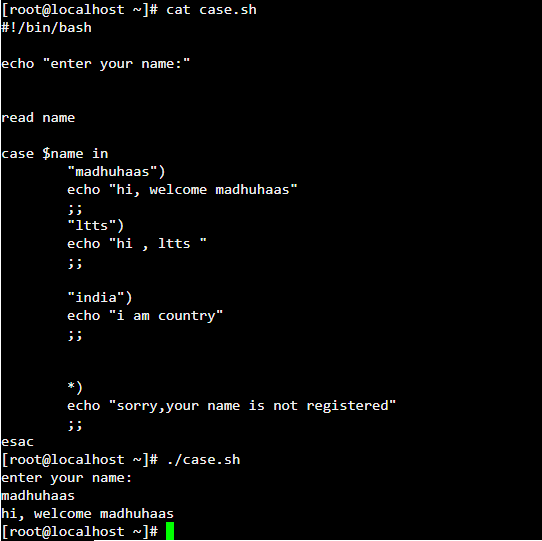 [root@localhost ~]# cat case.sh
#!/bin/bash
echo "enter your name:"
read name
case $name in
"madhuhaas")
echo "hi, welcome madhuhaas"
;;
"ltts")
echo "hi , ltts "
;;
"india")
echo "i am country"
;;
*)
echo "sorry,your name is not registered"
;;
esac
[root@localhost ~]# ./case.sh
enter your name:
madhuhaas
hi, welcome madhuhaas
[root@localhost ~]#